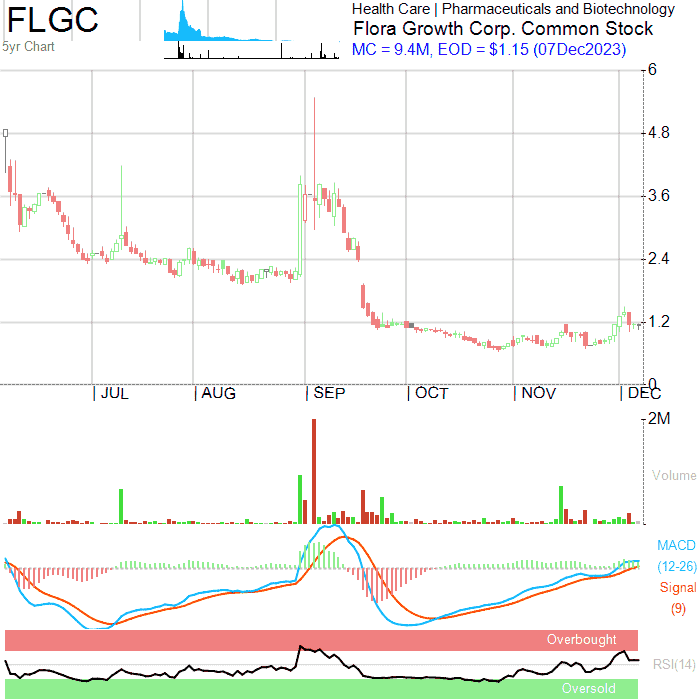 FLGC
5yr Chart
Health Care | Pharmaceuticals and Biotechnology
Flora Growth Corp. Common Stock
MC = 9.4M, EOD = $1.15 (07Dec2023)
6
4.8
3.6
2.4
1.2
0
JUL AUG SEP OCT NOV DEC
2M
Volume
MACD
(12-26)
Signal
(9)
Overbought
RSI(14)
Oversold